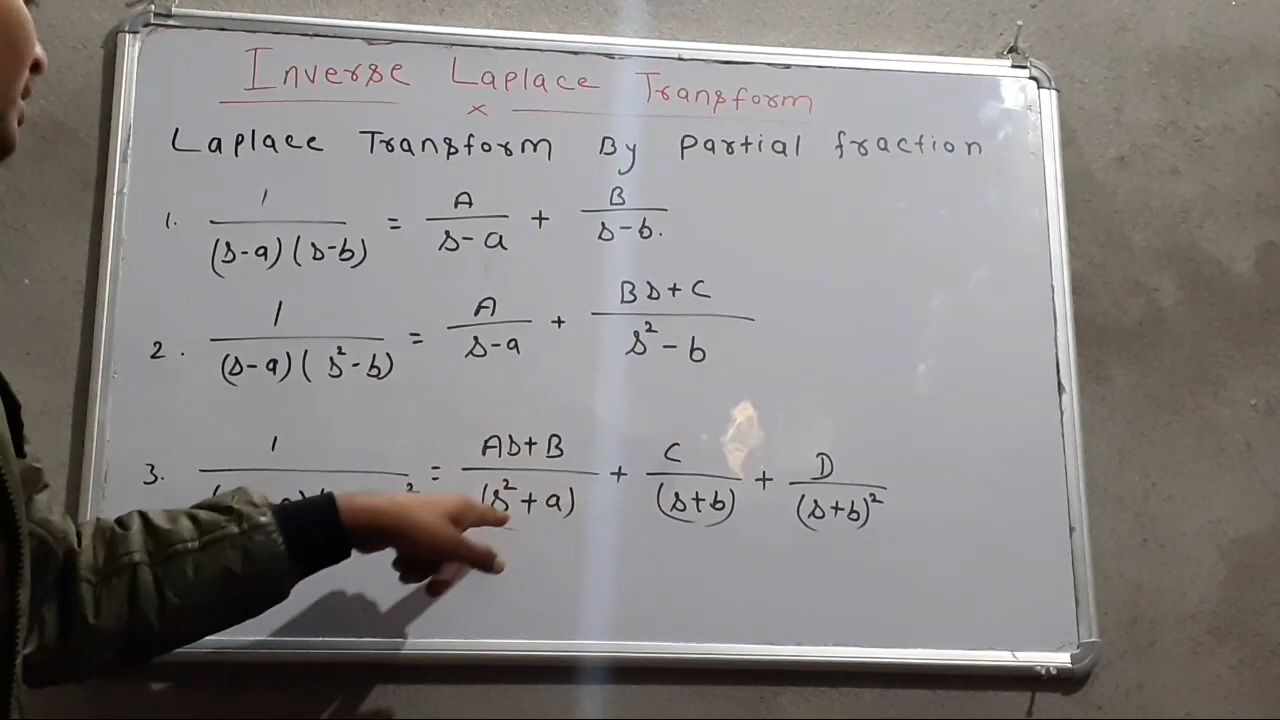 Inverse Laplace Transform
×
Laplace Transform By Partial fraction
1. 1/(s-a)(s-b) = A/(s-a) + B/(s-b).
2. 1/(s-a)(s²-b) = A/(s-a) + (Bs+C)/(s²-b)
3. 1/ = (As+B)/(s²+a) + C/(s+b) + D/(s+b)²